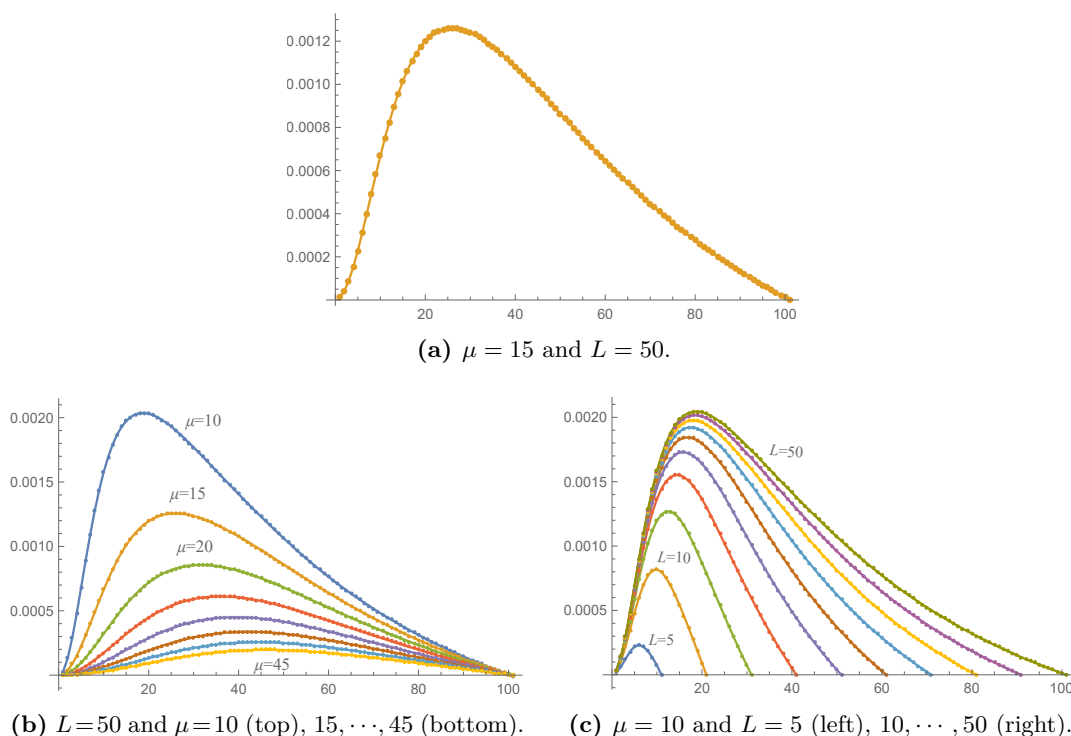 0.0012
0.0010
0.0008
0.0006
0.0004
0.0002
20 40 60 80 100
(a) μ = 15 and L = 50.
0.0020
0.0015
0.0010
0.0005
μ=10
μ=15
μ=20
μ=45
20 40 60 80 100
(b) L=50 and μ=10 (top), 15, ⋯, 45 (bottom).
0.0020
0.0015
0.0010
0.0005
L=50
L=10
L=5
20 40 60 80 100
(c) μ = 10 and L = 5 (left), 10, ⋯ , 50 (right).